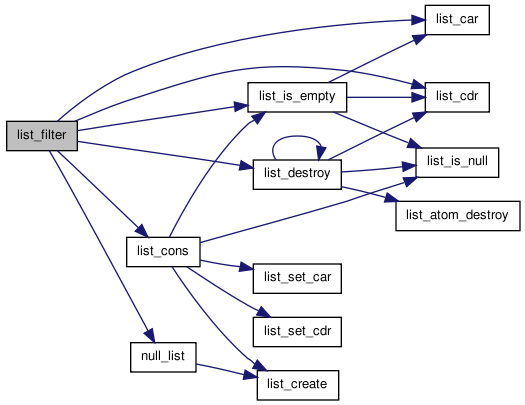 list_car
list_is_empty
list_cdr
list_filter
list_is_null
list_destroy
list_atom_destroy
list_cons
list_set_car
list_set_cdr
null_list
list_create